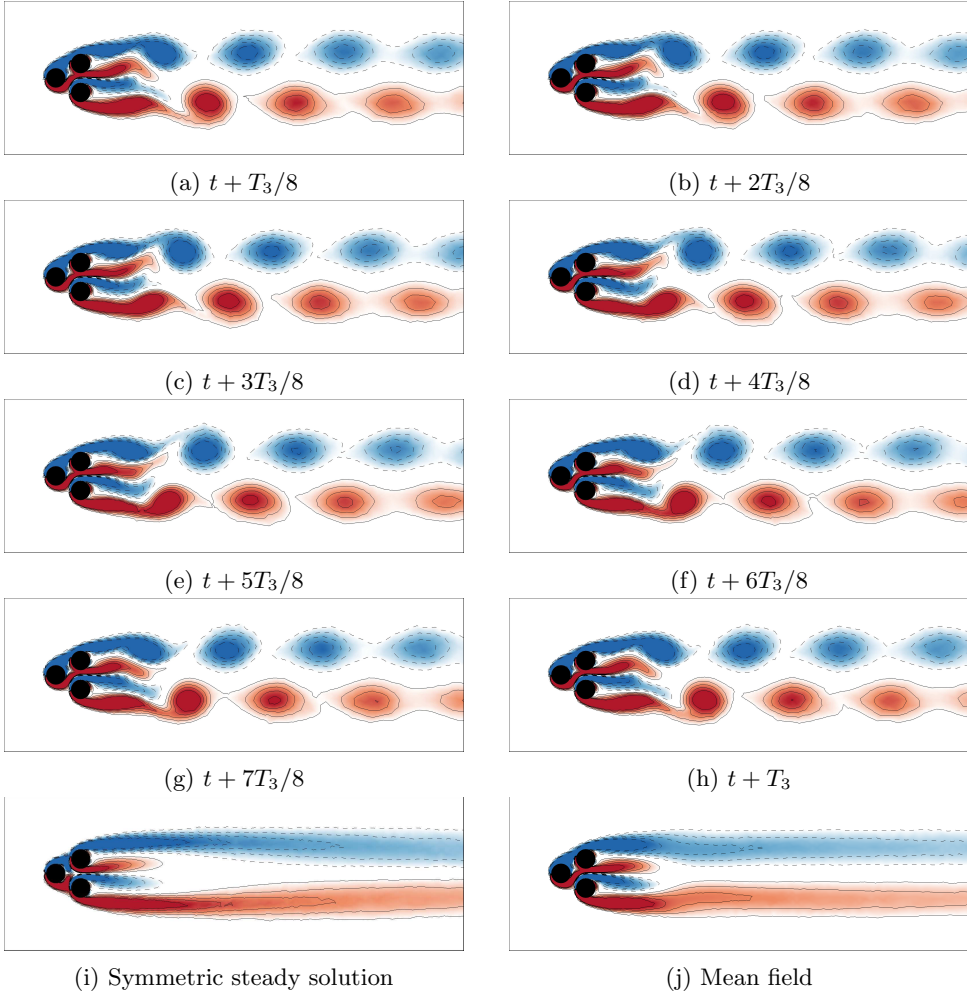 (a) t + T₃/8
(b) t + 2T₃/8
(c) t + 3T₃/8
(d) t + 4T₃/8
(e) t + 5T₃/8
(f) t + 6T₃/8
(g) t + 7T₃/8
(h) t + T₃
(i) Symmetric steady solution
(j) Mean field